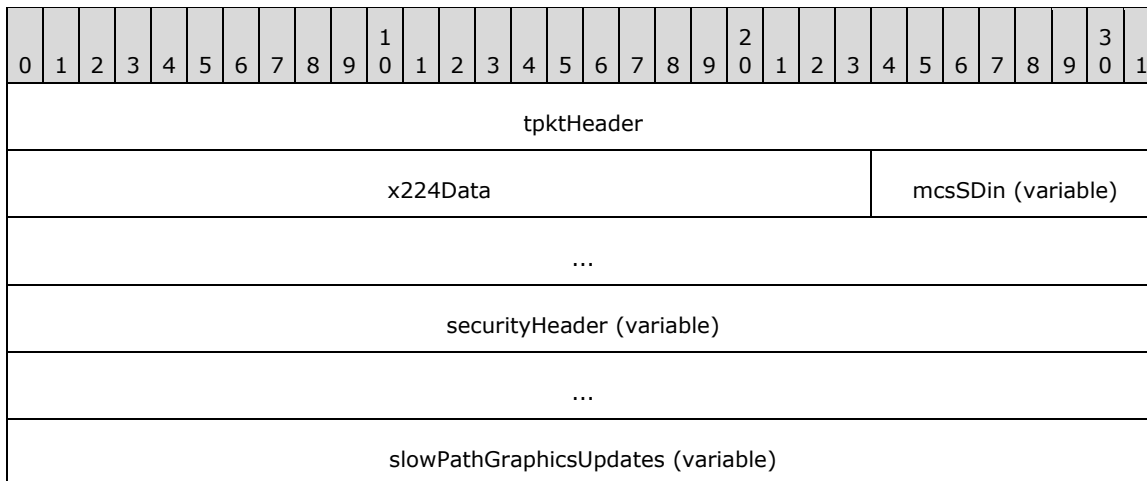 1 2 3
0 1 2 3 4 5 6 7 8 9 0 1 2 3 4 5 6 7 8 9 0 1 2 3 4 5 6 7 8 9 0 1
tpktHeader
x224Data mcsSDin (variable)
...
securityHeader (variable)
...
slowPathGraphicsUpdates (variable)